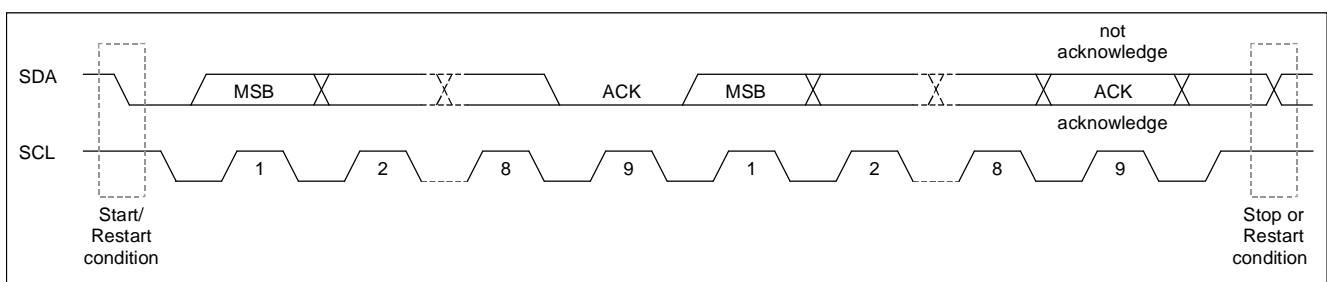 not
acknowledge
SDA
MSB
ACK
MSB
ACK
acknowledge
SCL
1
2
8
9
1
2
8
9
Start/
Restart
condition
Stop or
Restart
condition